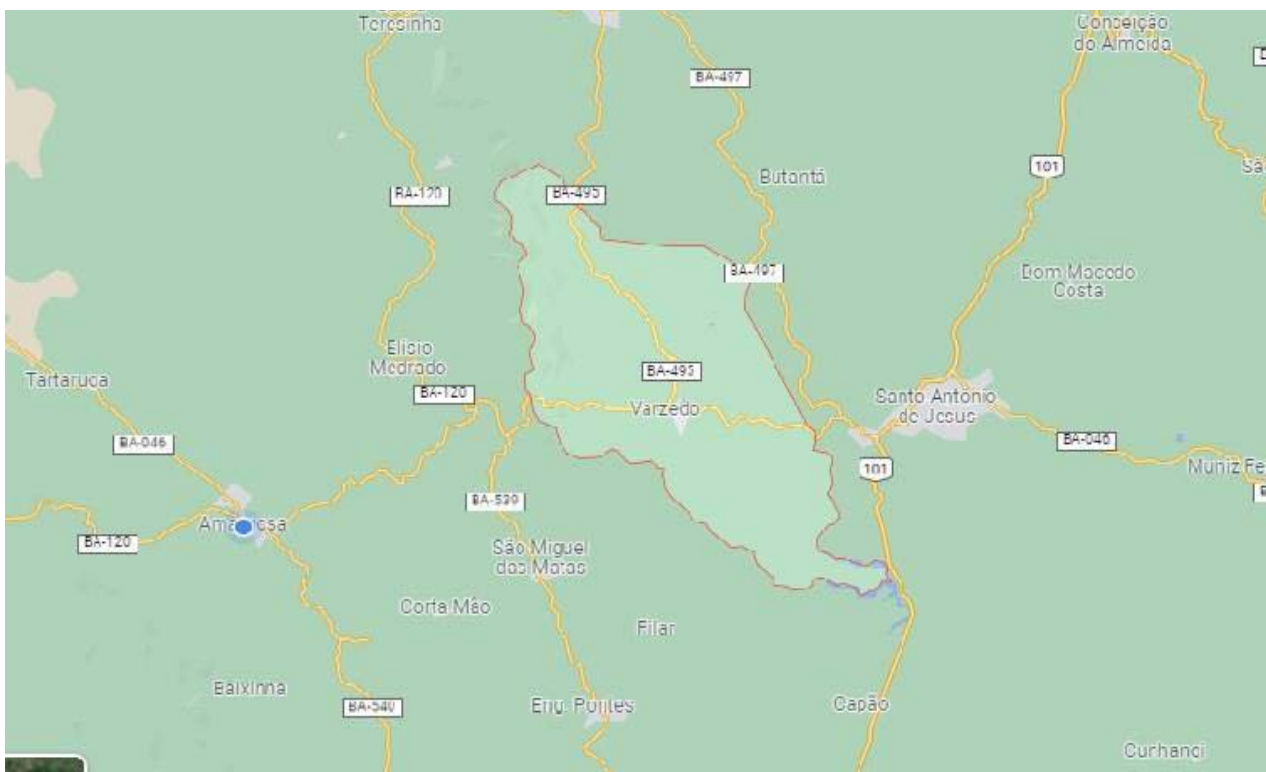 Teresinha
Conceição
do Almeida
BA-497
101
Butantã
BA-120
BA-495
BA-497
Dom Macedo
Costa
Elísio
Medrado
Tartaruga
BA-120
BA-495
Varzedo
Santo Antônio
de Jesus
BA-046
101
BA-046
Muniz Fe
BA-539
Amargosa
BA-120
São Miguel
das Matas
Corta Mão
Pilar
Baixinha
BA-540
Eng. Pontes
Capão
Cunhangi